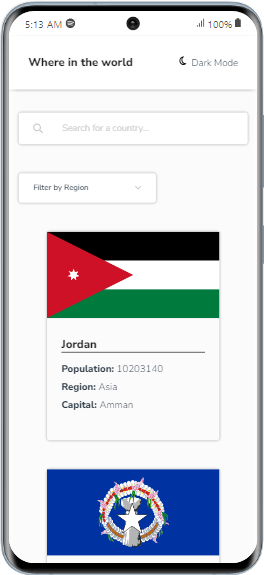 5:13 AM
100%
Where in the world
Dark Mode
Search for a country...
Filter by Region
Jordan
Population: 10203140
Region: Asia
Capital: Amman